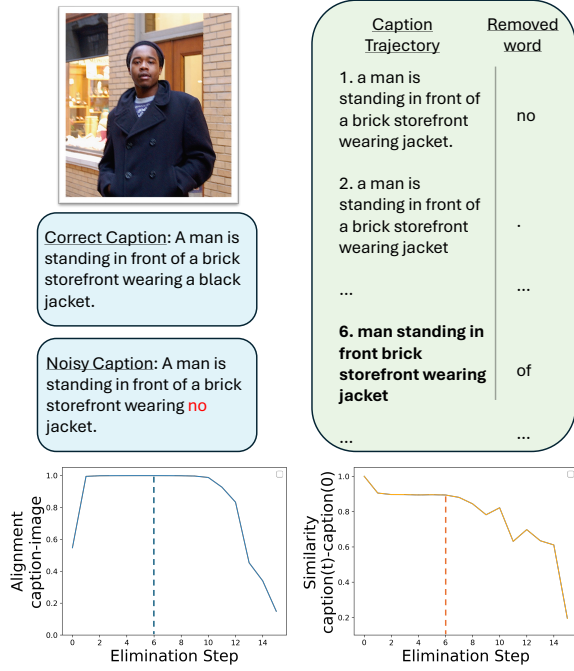 Correct Caption: A man is
standing in front of a brick
storefront wearing a black
jacket.
Noisy Caption: A man is
standing in front of a brick
storefront wearing no
jacket.
Caption
Trajectory
Removed
word
1. a man is
standing in front of
a brick storefront
wearing jacket.
no
2. a man is
standing in front of
a brick storefront
wearing jacket
.
...
...
6. man standing in
front brick
storefront wearing
jacket
of
...
...
Alignment
caption-image
1.0
0.8
0.6
0.4
0.2
0.0
0 2 4 6 8 10 12 14
Elimination Step
Similarity
caption(t)-caption(0)
1.0
0.8
0.6
0.4
0.2
0 2 4 6 8 10 12 14
Elimination Step